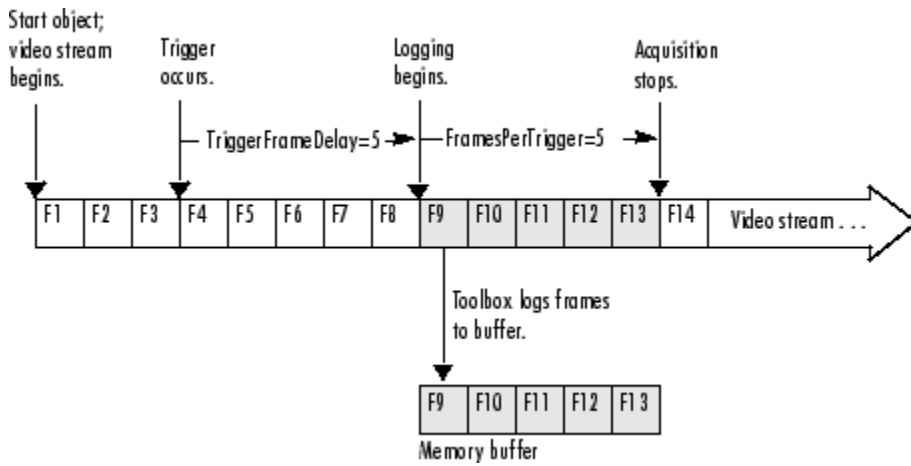 Start object;
video stream
begins.
Trigger
occurs.
Logging
begins.
Acquisition
stops.
TriggerFrameDelay=5
FramesPerTrigger=5
F1 F2 F3 F4 F5 F6 F7 F8 F9 F10 F11 F12 F13 F14 Video stream . . .
Toolbox logs frames
to buffer.
F9 F10 F11 F12 F13
Memory buffer